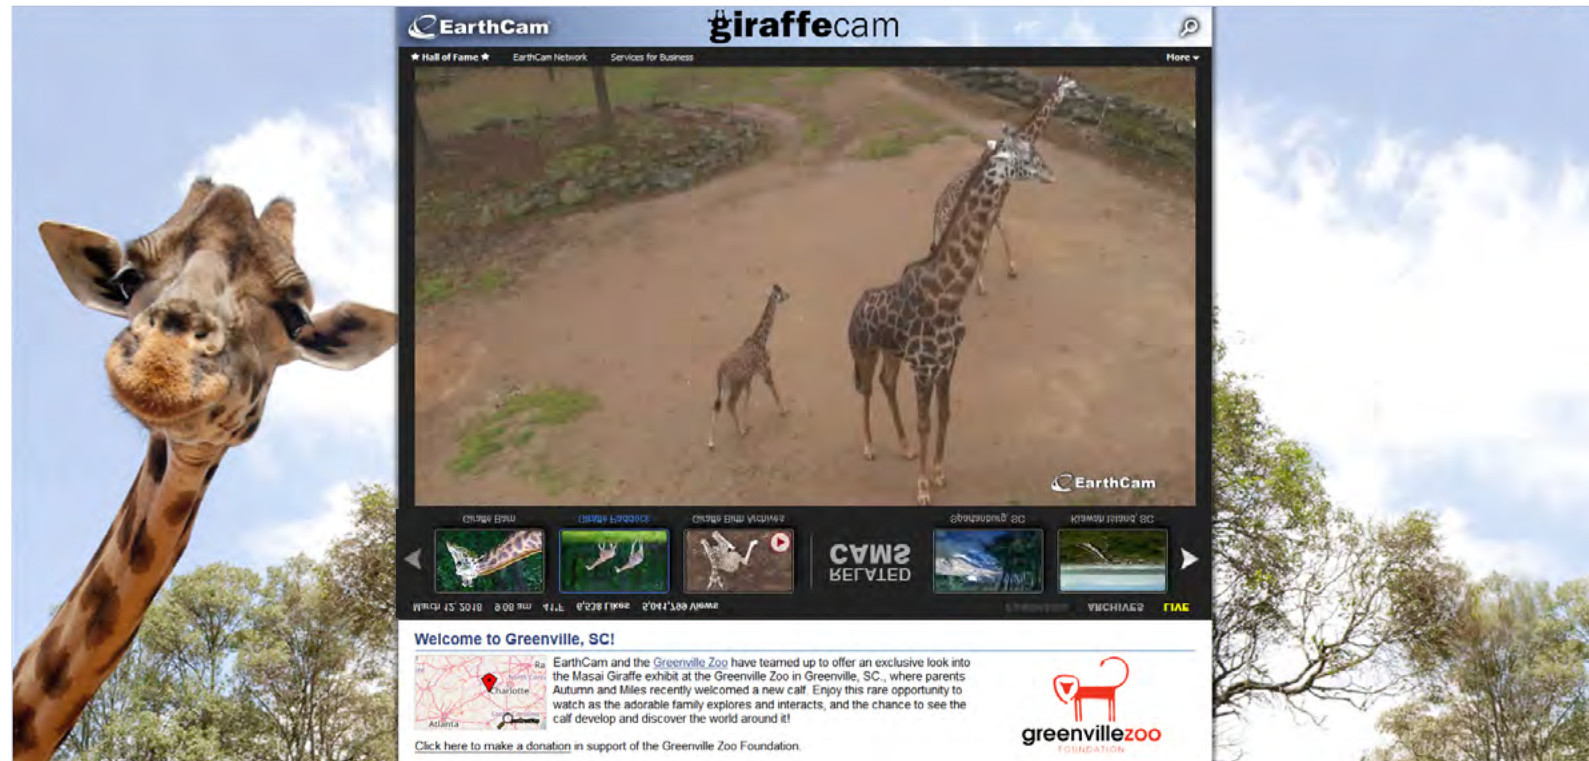 EarthCam
giraffecam
★ Hall of Fame ★ EarthCam Network Services for Business More
EarthCam
Giraffe Barn Giraffe Paddock Giraffe Birth Archives Spartanburg, SC Kiawah Island, SC
RELATED
CAMS
March 12, 2018 9:08 am 41°F 6,538 Likes 5,041,799 Views ARCHIVES LIVE
Welcome to Greenville, SC!
EarthCam and the Greenville Zoo have teamed up to offer an exclusive look into
the Masai Giraffe exhibit at the Greenville Zoo in Greenville, SC., where parents
Autumn and Miles recently welcomed a new calf. Enjoy this rare opportunity to
watch as the adorable family explores and interacts, and the chance to see the
calf develop and discover the world around it!
Charlotte
Atlanta
greenvillezoo
FOUNDATION
Click here to make a donation in support of the Greenville Zoo Foundation.